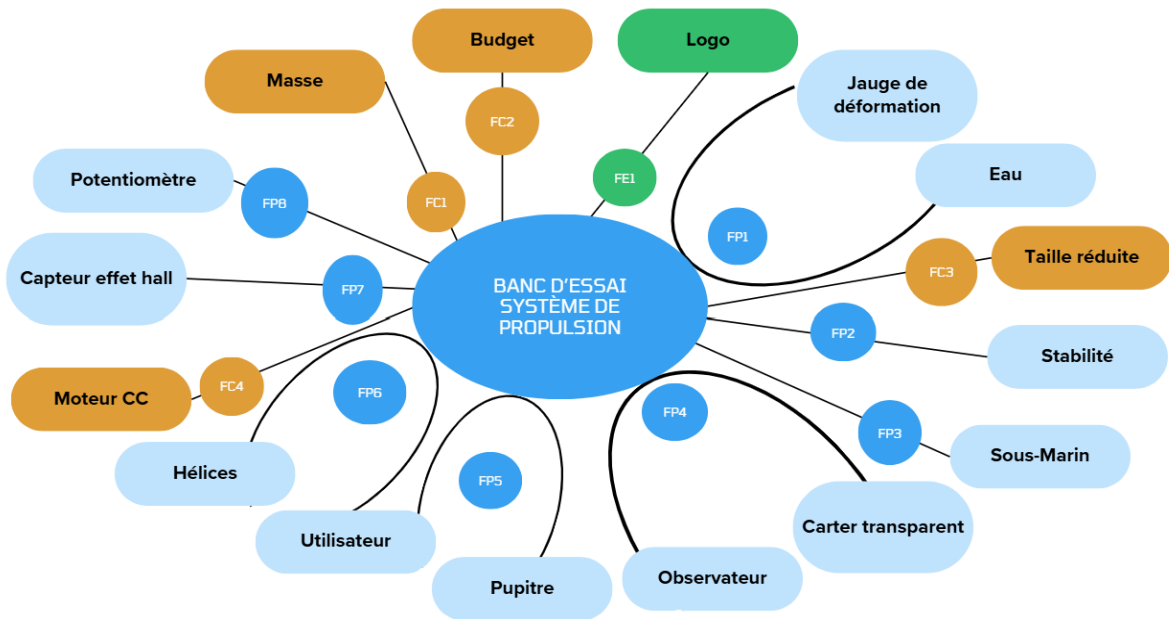 Budget
Logo
Masse
Jauge de
déformation
FC2
Potentiomètre
FE1
Eau
FP8
FC1
FP1
Taille réduite
Capteur effet hall
FP7
FC3
BANC D'ESSAI
SYSTÈME DE
PROPULSION
FP2
Stabilité
Moteur CC
FC4
FP6
FP4
FP3
Sous-Marin
Hélices
FP5
Carter transparent
Utilisateur
Observateur
Pupitre